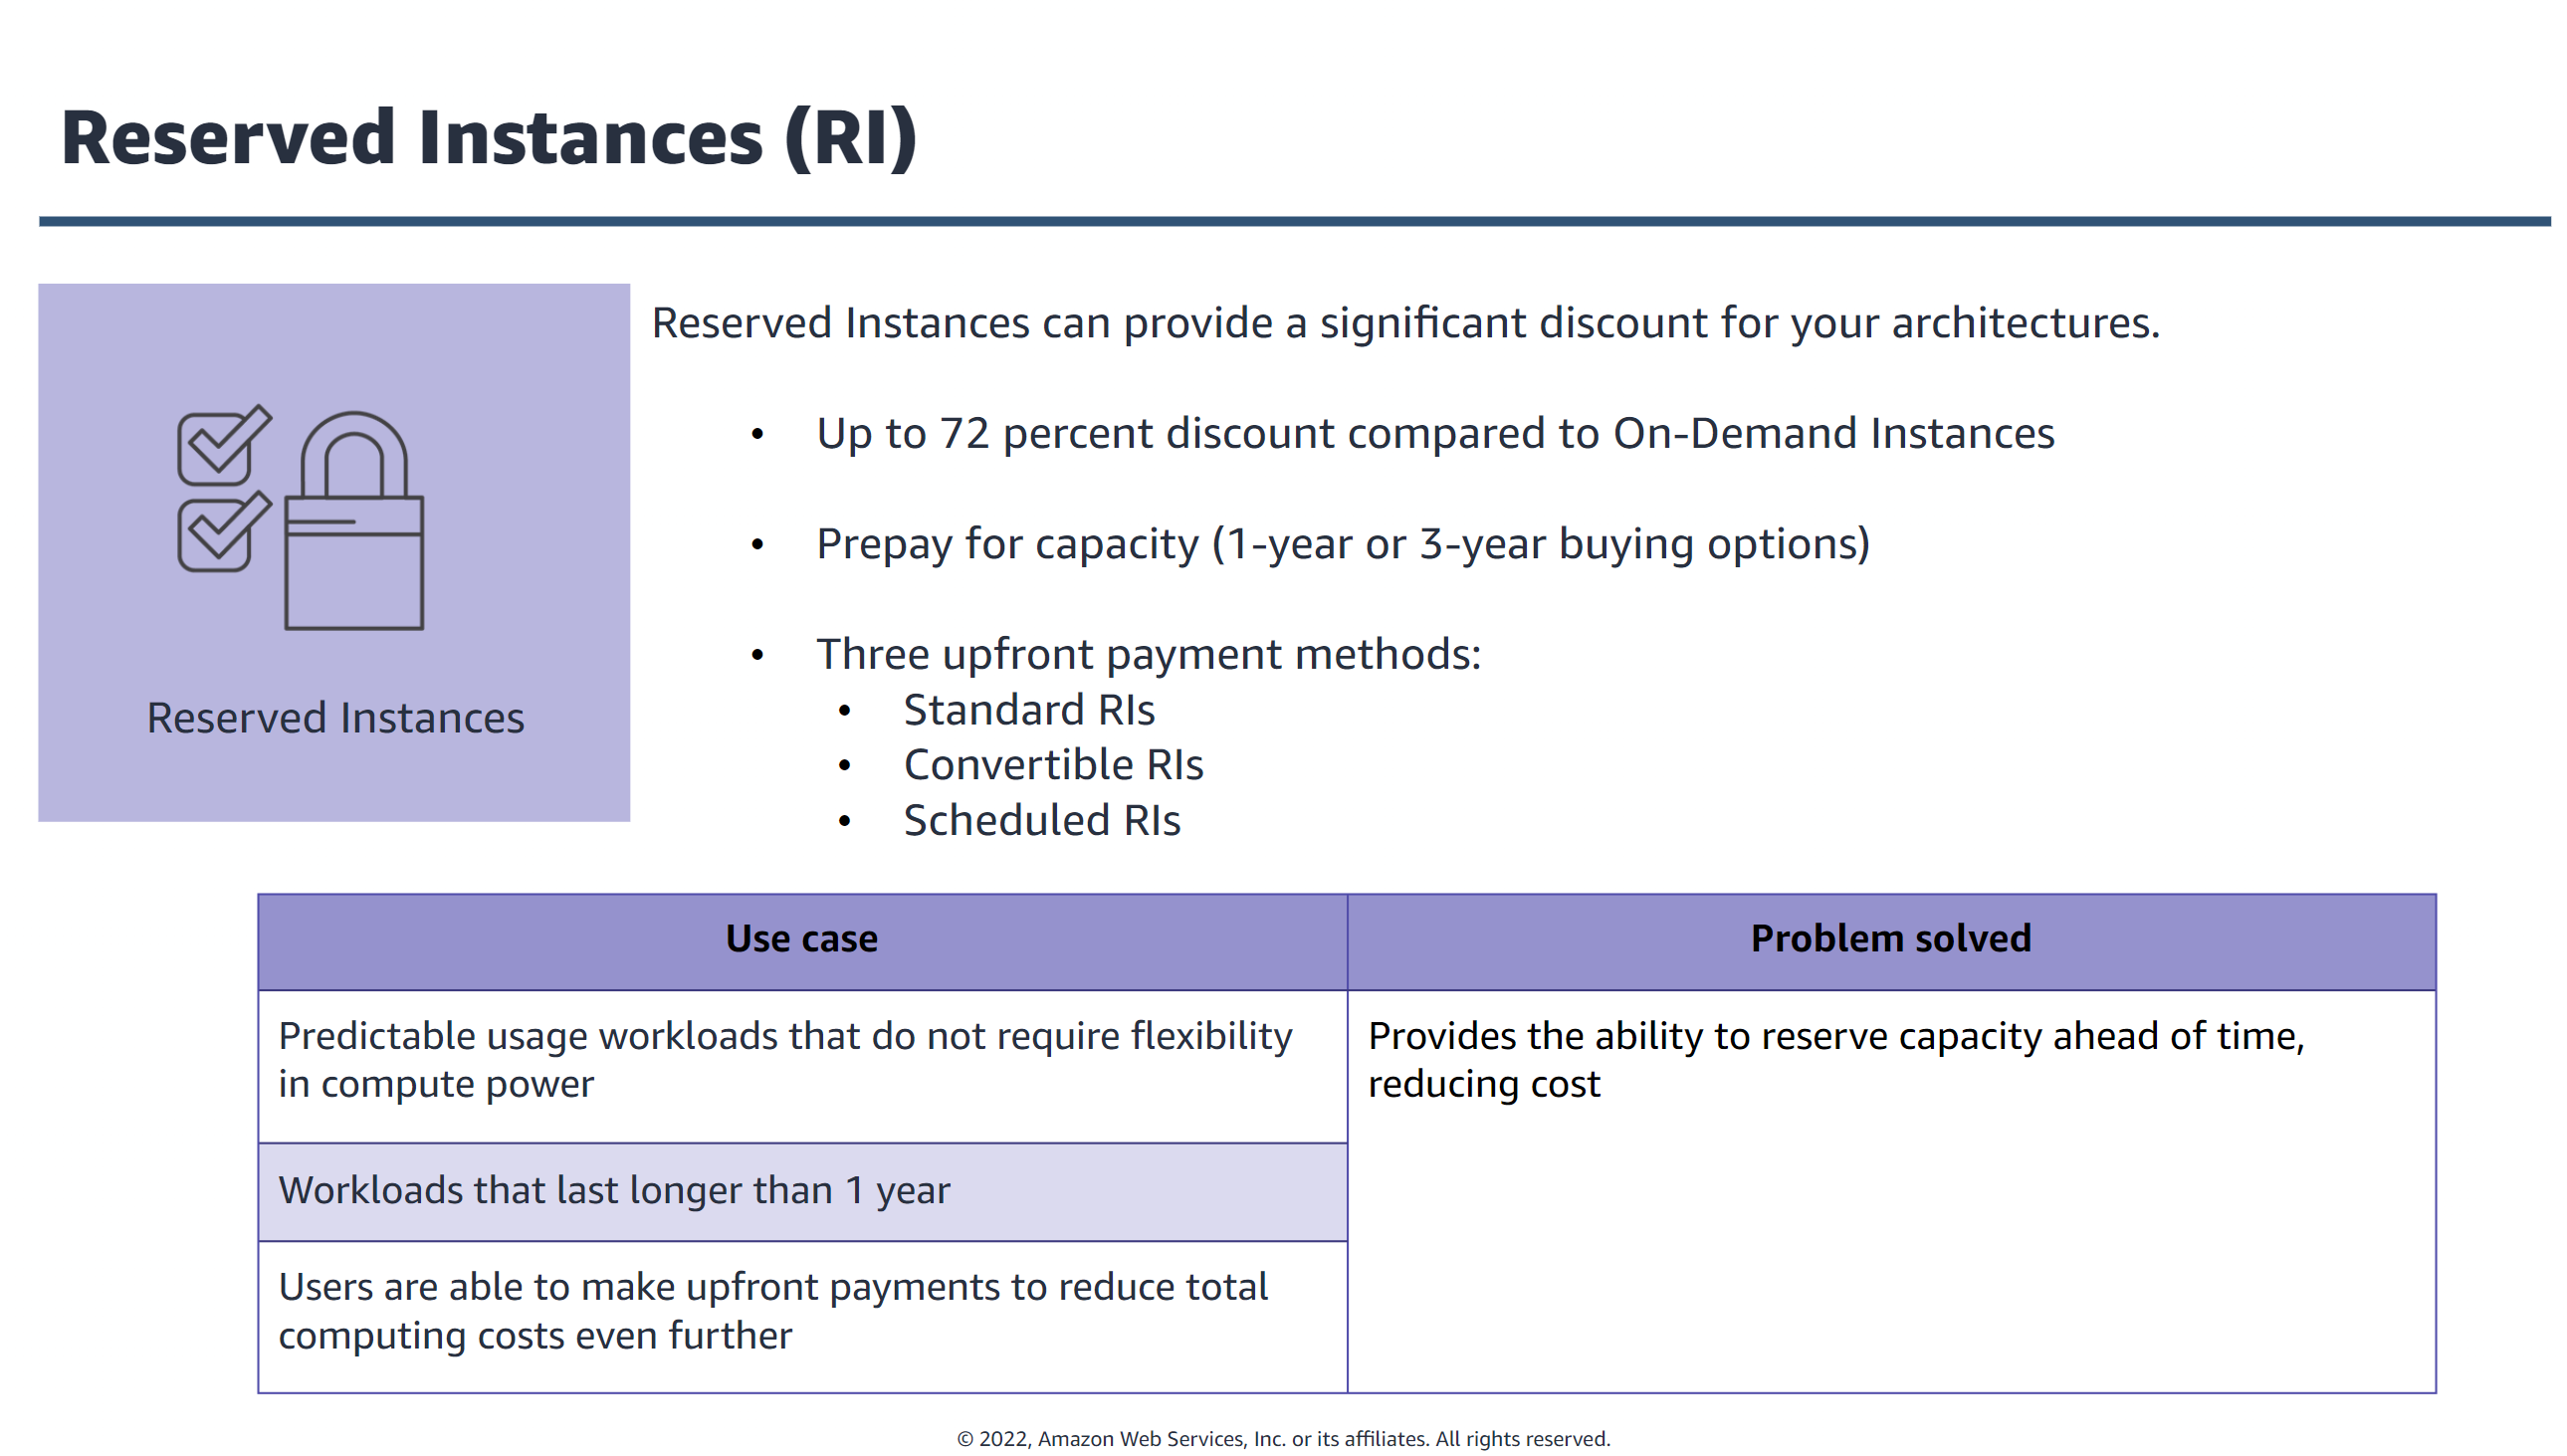 Reserved Instances (RI)
Reserved Instances
Reserved Instances can provide a significant discount for your architectures.
• Up to 72 percent discount compared to On-Demand Instances
• Prepay for capacity (1-year or 3-year buying options)
• Three upfront payment methods:
• Standard RIs
• Convertible RIs
• Scheduled RIs
Use case
Problem solved
Predictable usage workloads that do not require flexibility
in compute power
Provides the ability to reserve capacity ahead of time,
reducing cost
Workloads that last longer than 1 year
Users are able to make upfront payments to reduce total
computing costs even further
© 2022, Amazon Web Services, Inc. or its affiliates. All rights reserved.